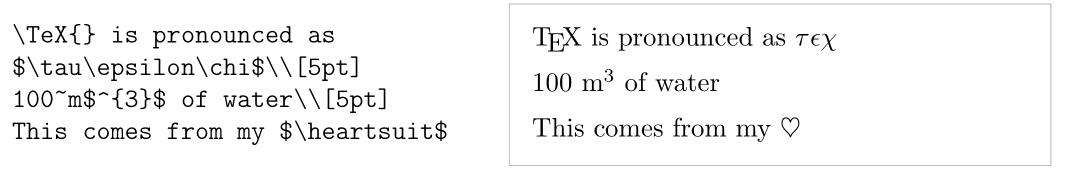 \TeX{} is pronounced as
$\tau\epsilon\chi$\\[5pt]
100~m$^{3}$ of water\\[5pt]
This comes from my $\heartsuit$
TEX is pronounced as τϵχ
100 m³ of water
This comes from my ♡